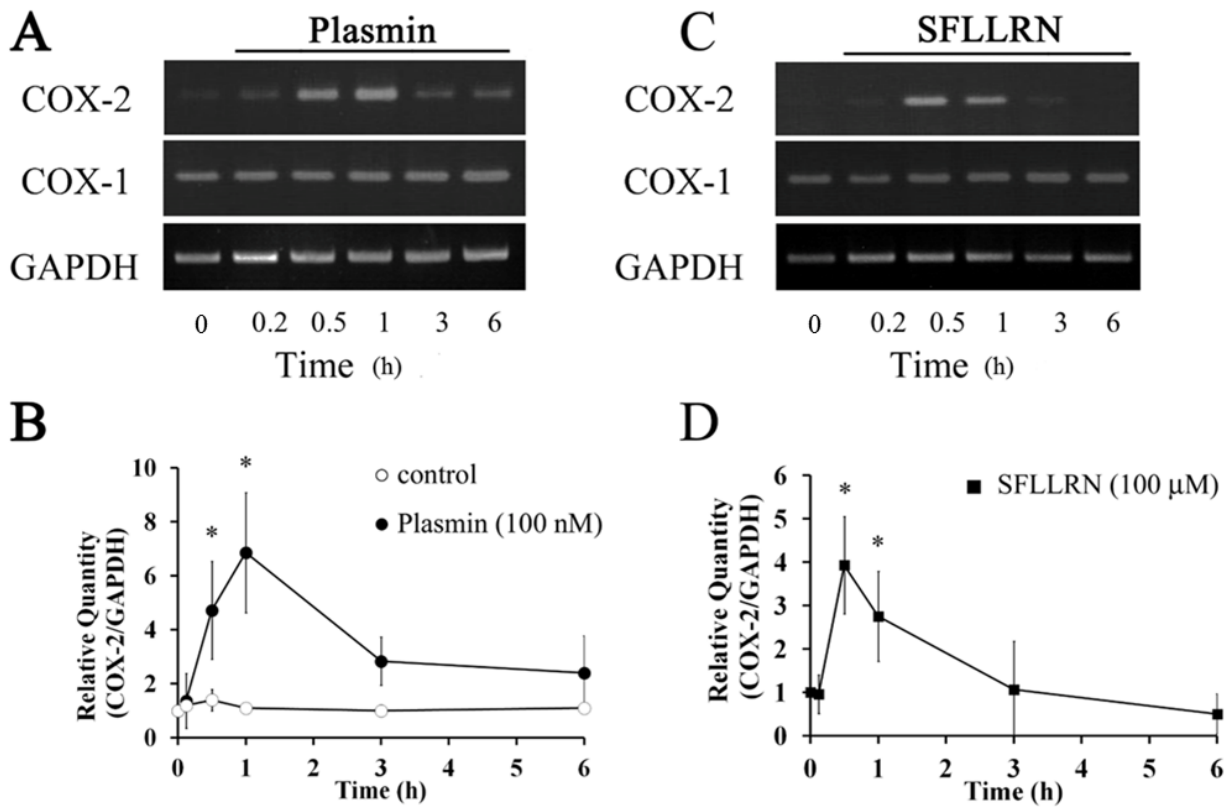 A
Plasmin
COX-2
COX-1
GAPDH
0 0.2 0.5 1 3 6
Time (h)
C
SFLLRN
COX-2
COX-1
GAPDH
0 0.2 0.5 1 3 6
Time (h)
B
Relative Quantity
((COX-2/GAPDH)
10
8
6
4
2
0
* *
control
Plasmin (100 nM)
0 1 2 3 4 5 6
Time (h)
D
Relative Quantity
(COX-2/GAPDH)
6
5
4
3
2
1
0
* *
SFLLRN (100 μM)
0 1 2 3 4 5 6
Time (h)